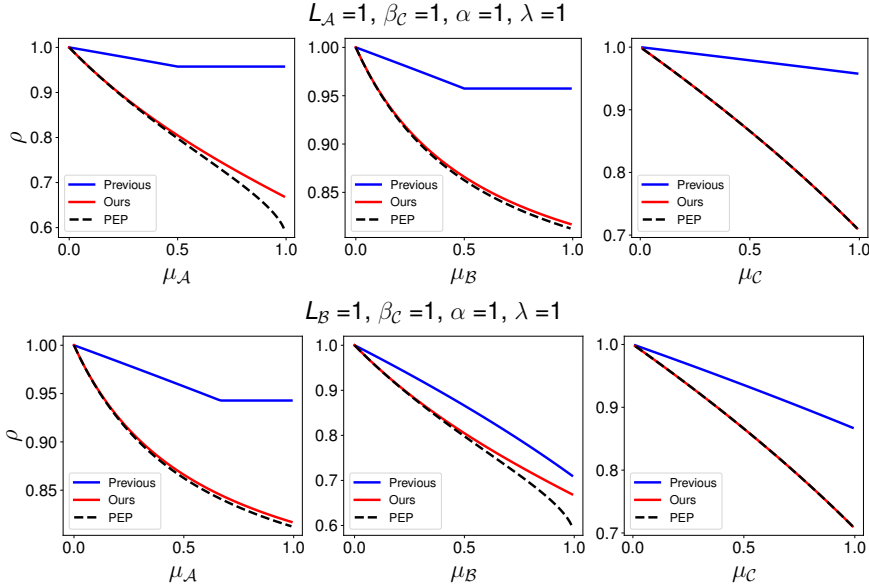 L𝒜 =1, β𝒞 =1, α =1, λ =1
ρ
1.0
0.9
0.8
0.7
0.6
Previous
Ours
PEP
0.0 0.5 1.0
μ𝒜
1.00
0.95
0.90
0.85
Previous
Ours
PEP
0.0 0.5 1.0
μℬ
1.0
0.9
0.8
0.7
Previous
Ours
PEP
0.0 0.5 1.0
μ𝒞
Lℬ =1, β𝒞 =1, α =1, λ =1
ρ
1.00
0.95
0.90
0.85
Previous
Ours
PEP
0.0 0.5 1.0
μ𝒜
1.0
0.9
0.8
0.7
0.6
Previous
Ours
PEP
0.0 0.5 1.0
μℬ
1.0
0.9
0.8
0.7
Previous
Ours
PEP
0.0 0.5 1.0
μ𝒞